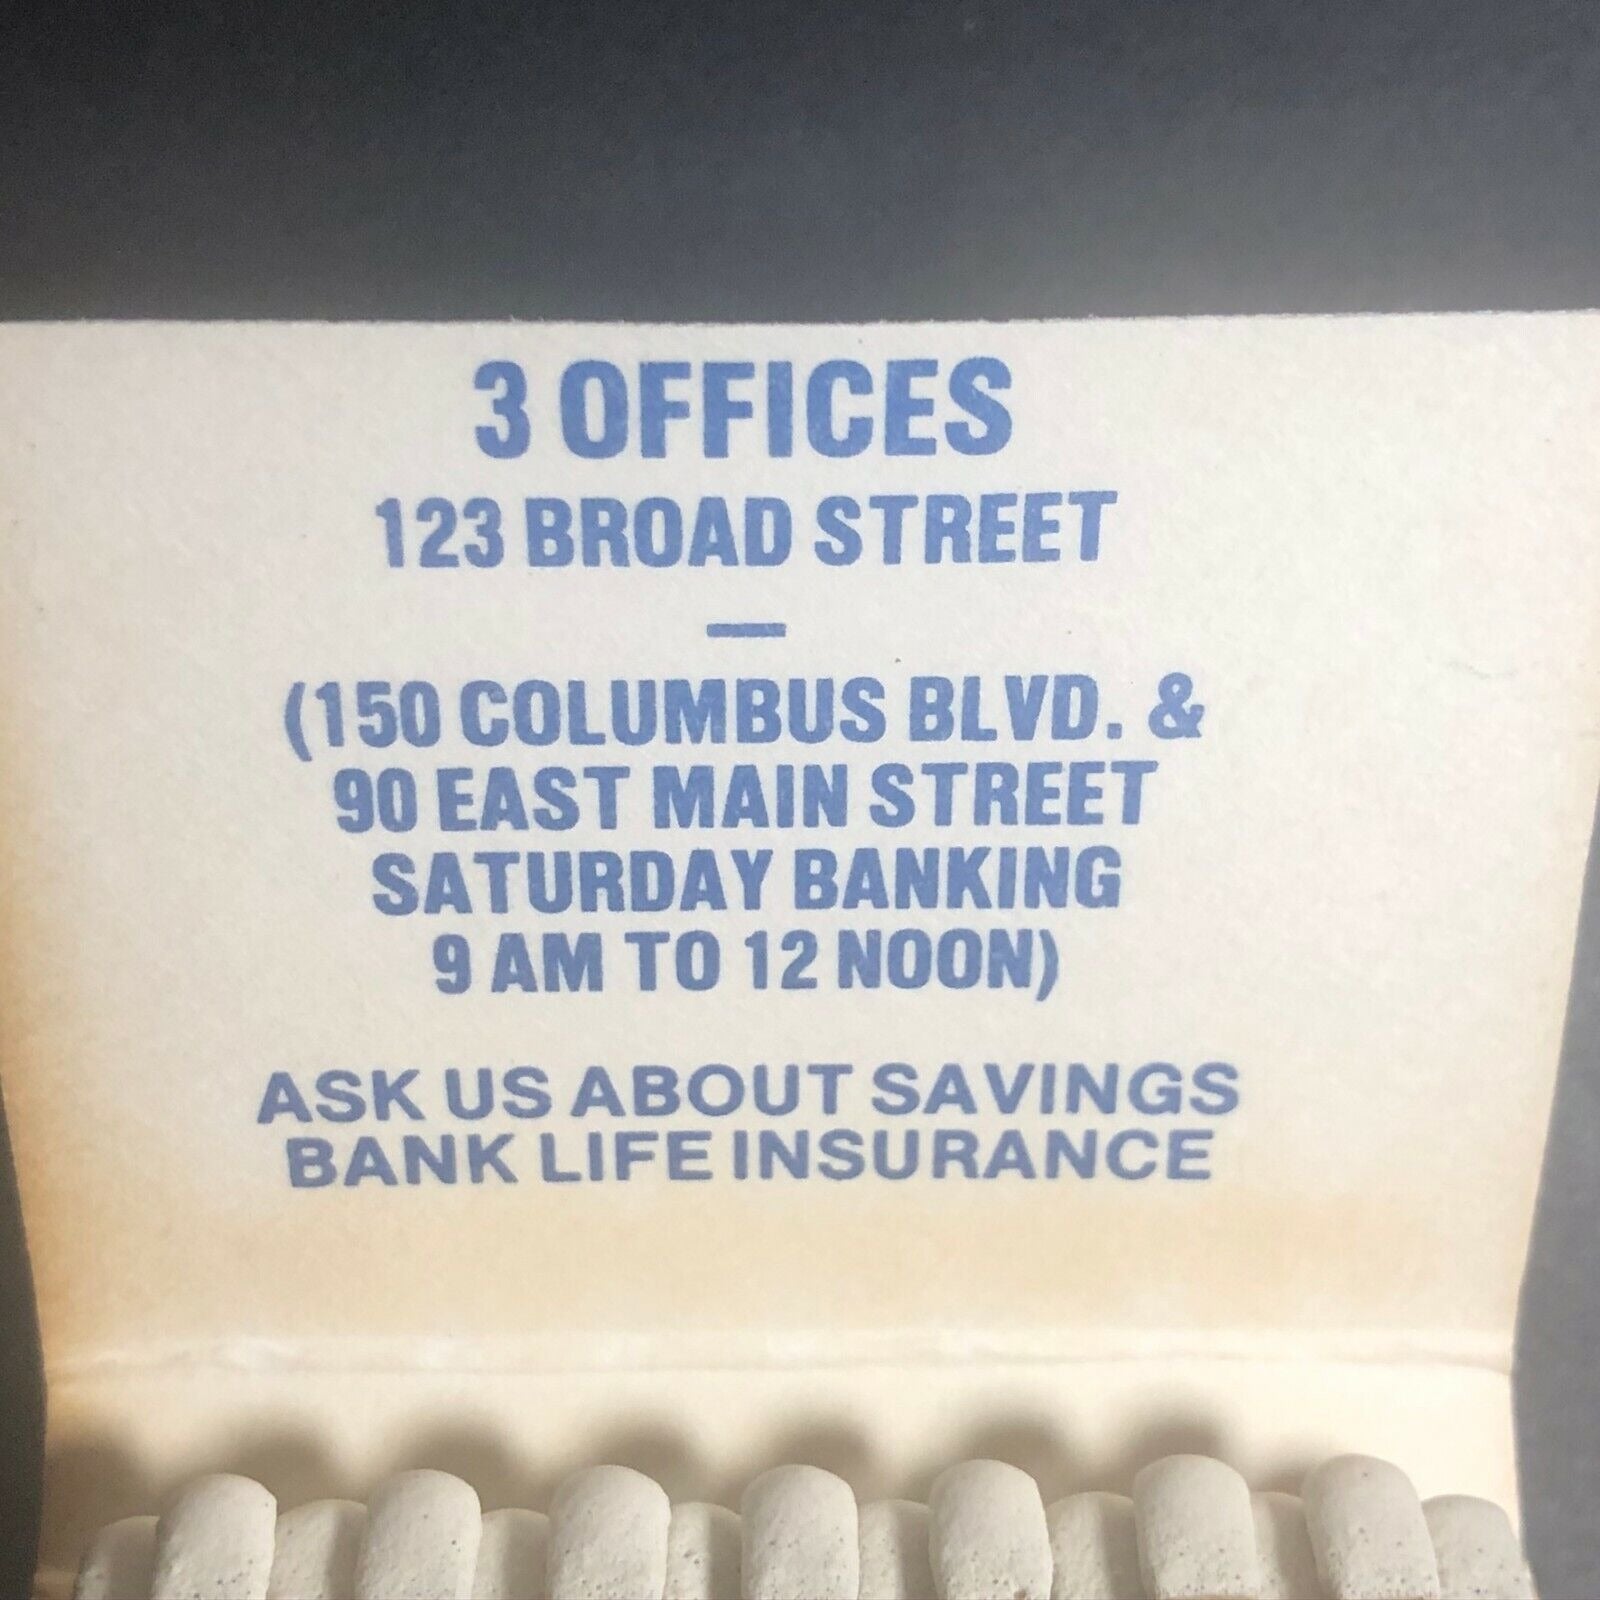 3 OFFICES
123 BROAD STREET
—
(150 COLUMBUS BLVD. &
90 EAST MAIN STREET
SATURDAY BANKING
9 AM TO 12 NOON)
ASK US ABOUT SAVINGS
BANK LIFE INSURANCE